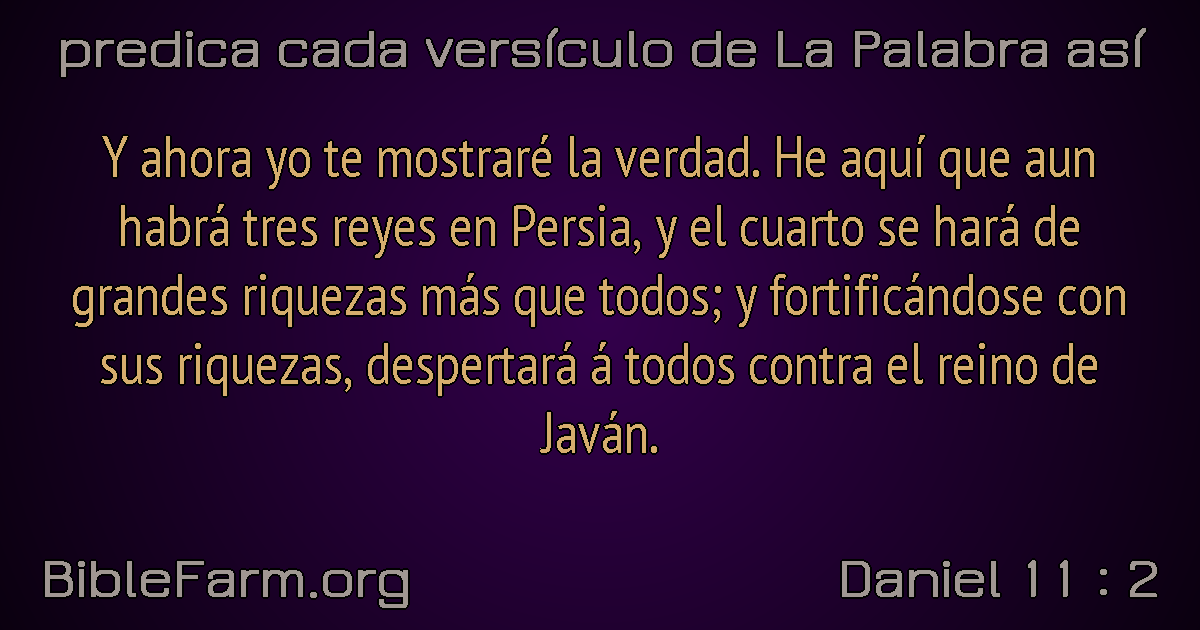 predica cada versículo de La Palabra así
Y ahora yo te mostraré la verdad. He aquí que aun
habrá tres reyes en Persia, y el cuarto se hará de
grandes riquezas más que todos; y fortificándose con
sus riquezas, despertará á todos contra el reino de
Javán.
BibleFarm.org
Daniel 11 : 2